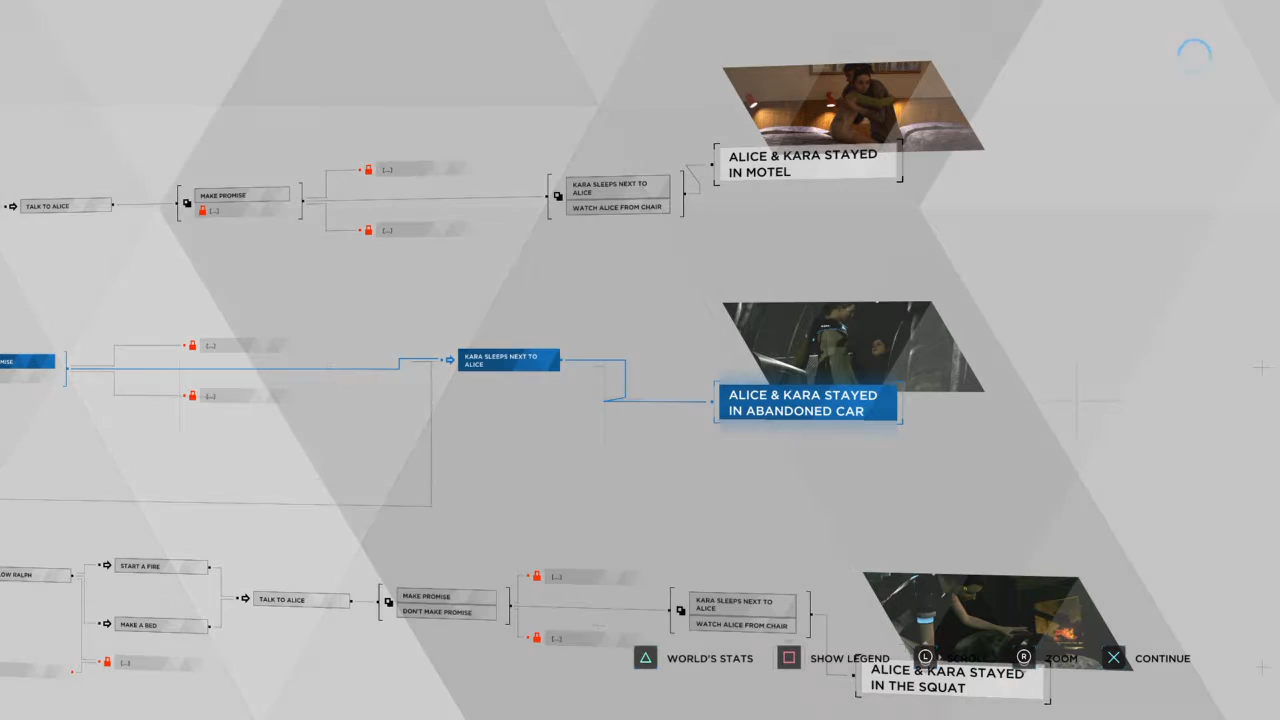 ALICE & KARA STAYED
IN MOTEL
TALK TO ALICE
MAKE PROMISE
[...]
[...]
[...]
KARA SLEEPS NEXT TO
ALICE
WATCH ALICE FROM CHAIR
[...]
[...]
KARA SLEEPS NEXT TO
ALICE
ALICE & KARA STAYED
IN ABANDONED CAR
START A FIRE
MAKE A BED
[...]
TALK TO ALICE
MAKE PROMISE
DON'T MAKE PROMISE
[...]
[...]
KARA SLEEPS NEXT TO
ALICE
WATCH ALICE FROM CHAIR
ALICE & KARA STAYED
IN THE SQUAT
WORLD'S STATS
SHOW LEGEND
L
SCROLL
R
ZOOM
CONTINUE